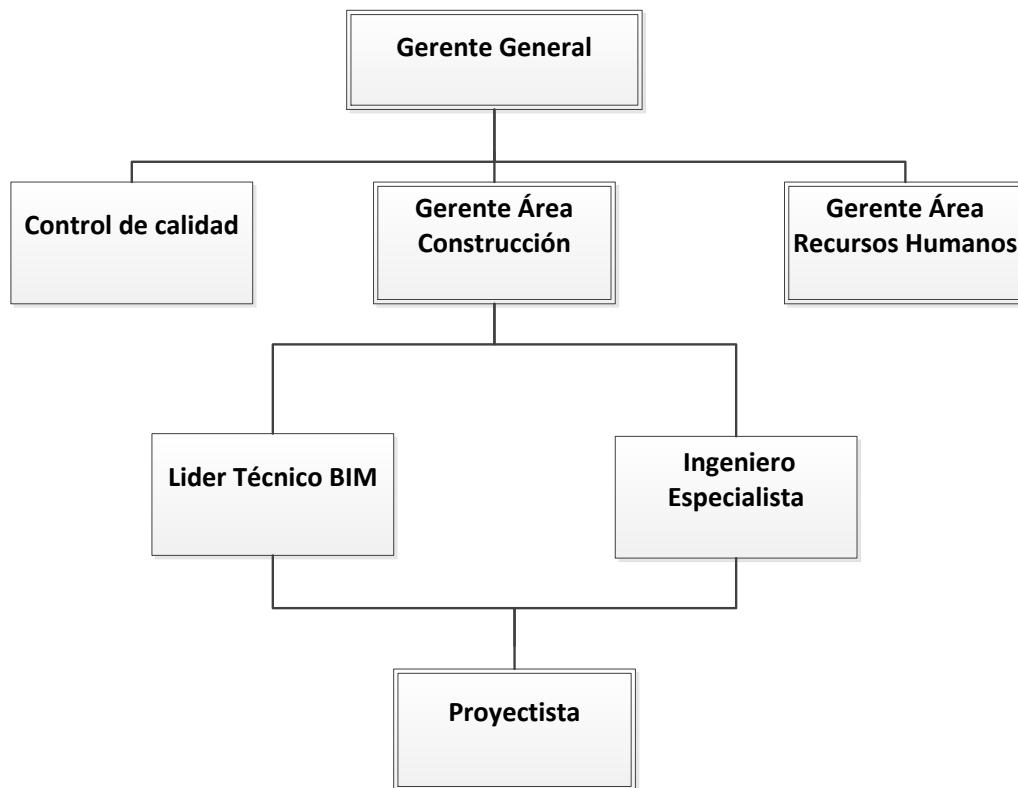 Gerente General
Control de calidad
Gerente Área
Construcción
Gerente Área
Recursos Humanos
Lider Técnico BIM
Ingeniero
Especialista
Proyectista